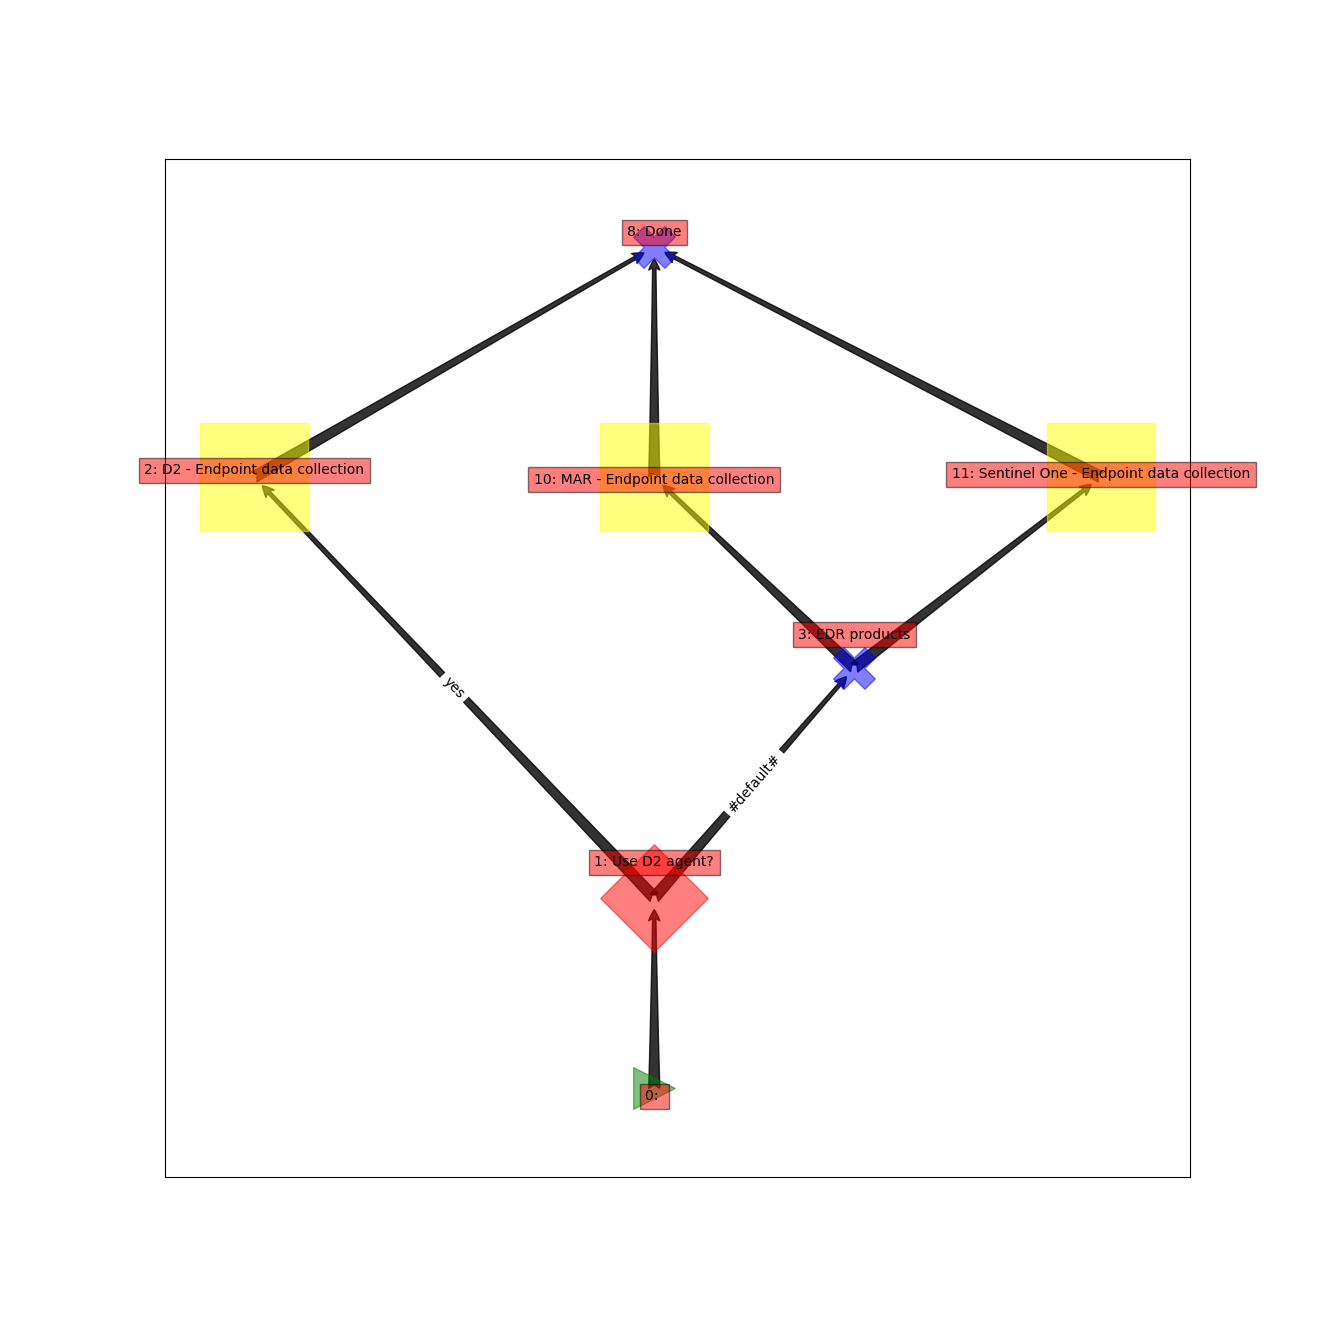 8: Done
2: D2 - Endpoint data collection
10: MAR - Endpoint data collection
11: Sentinel One - Endpoint data collection
3: EDR products
yes
#default#
1: Use D2 agent?
0: